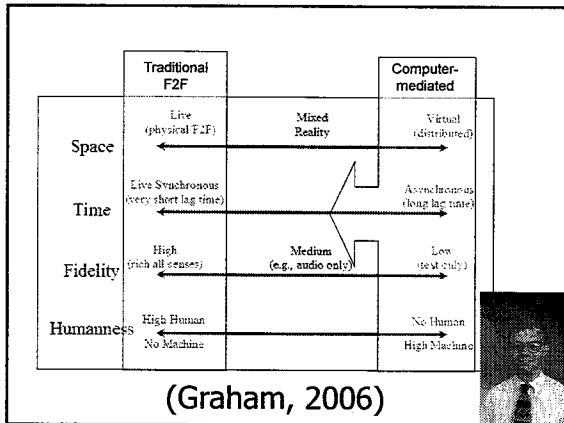 Traditional
F2F
Computer-
mediated
Live
(physical F2F)
Mixed
Reality
Virtual
(distributed)
Space
Live Synchronous
(very short lag time)
Asynchronous
(long lag time)
Time
High
(rich all senses)
Medium
(e.g., audio only)
Low
(text only)
Fidelity
High Human
No Machine
No Human
High Machine
Humanness
(Graham, 2006)